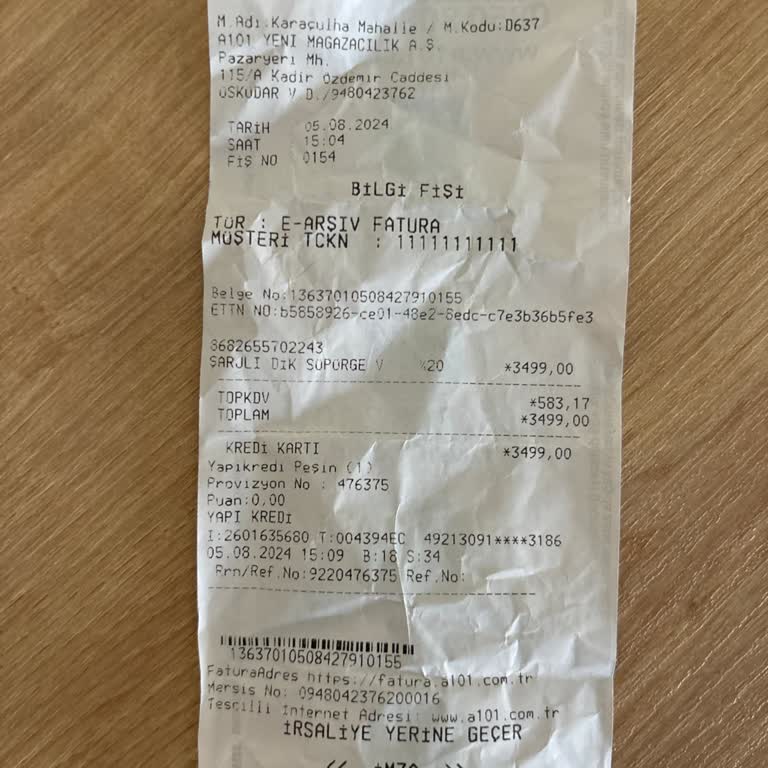 M.Adı:Karaçulha Mahalle / M.Kodu:D637
A101 YENİ MAGAZACILIK A.Ş.
Pazaryeri Mh.
115/A Kadir Özdemir Caddesi
ÜSKÜDAR V.D./9480423762
TARİH 05.08.2024
SAAT 15:04
FİŞ NO 0154
BİLGİ FİŞİ
TÜR : E-ARŞİV FATURA
MÜŞTERİ TCKN : 11111111111
Belge No:13637010508427910155
ETTN NO:b5858926-ce01-48e2-8edc-c7e3b36b5fe3
8682655702243
ŞARJLI DİK SÜPÜRGE V %20 *3499,00
TOPKDV *583,17
TOPLAM *3499,00
KREDİ KARTI *3499,00
Yapıkredi Peşin (1)
Provizyon No : 476375
Puan:0,00
YAPI KREDİ
I:2601635680 T:004394EC 49213091****3186
05.08.2024 15:09 B:18 S:34
Rrn/Ref.No:9220476375 Ref.No:
13637010508427910155
FaturaAdres https://fatura.a101.com.tr
Mersis No: 0948042376200016
Tescilli İnternet Adresi: www.a101.com.tr
İRSALİYE YERİNE GEÇER
<< İMZA >>